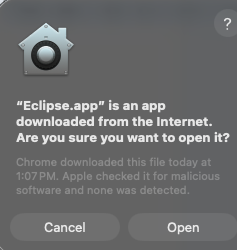 ?
“Eclipse.app” is an app
downloaded from the Internet.
Are you sure you want to open it?
Chrome downloaded this file today at
1:07 PM. Apple checked it for malicious
software and none was detected.
Cancel Open